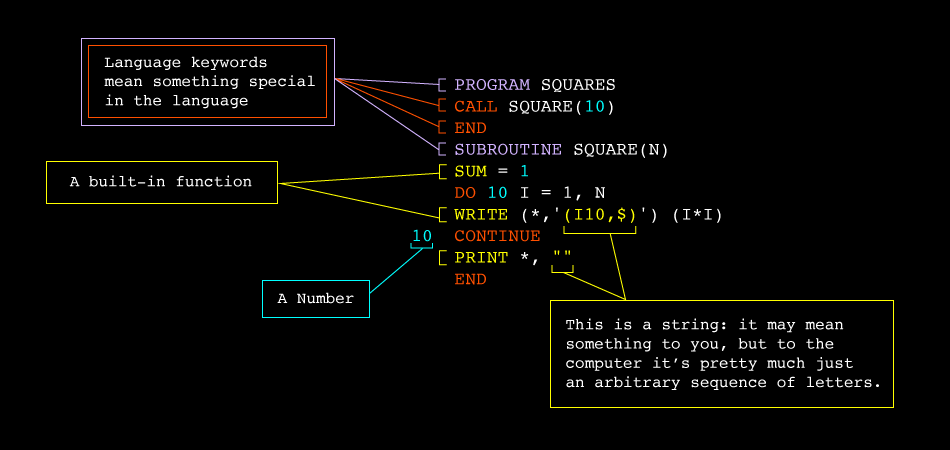 Language keywords
mean something special
in the language
PROGRAM SQUARES
CALL SQUARE(10)
END
SUBROUTINE SQUARE(N)
A built-in function
SUM = 1
DO 10 I = 1, N
WRITE (*,'(I10,$)') (I*I)
10 CONTINUE
PRINT *, ""
END
A Number
This is a string: it may mean
something to you, but to the
computer it’s pretty much just
an arbitrary sequence of letters.